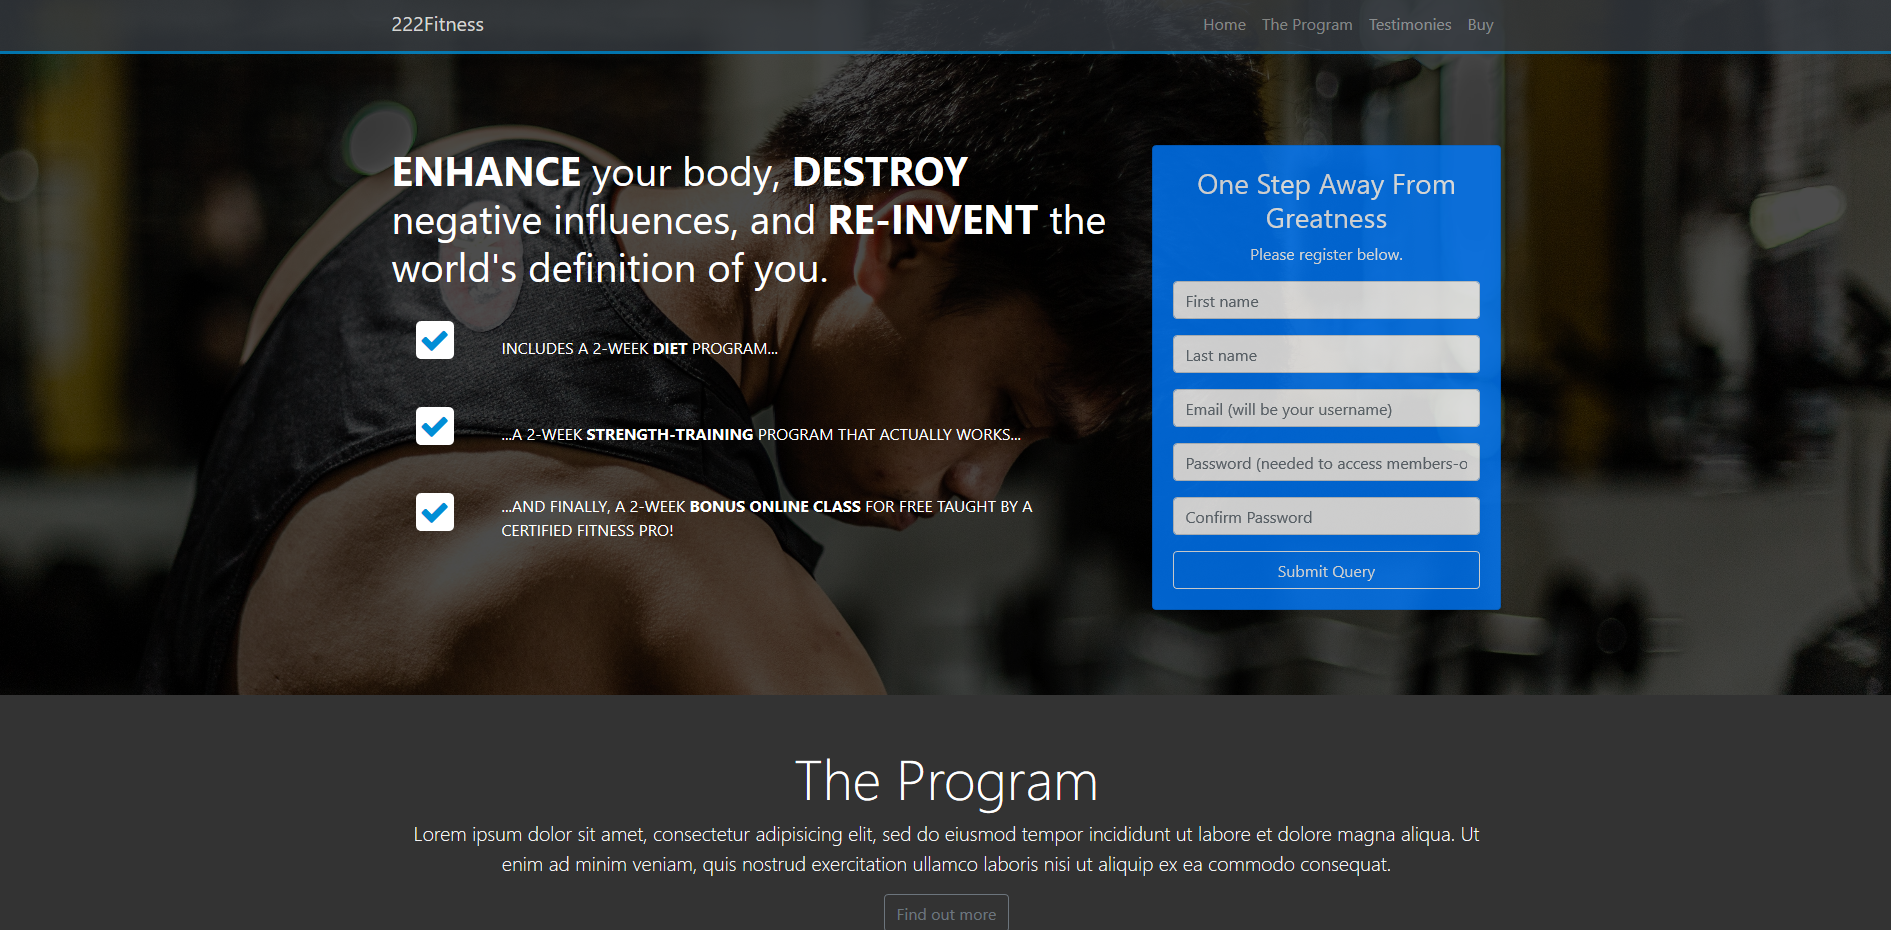 222Fitness
Home The Program Testimonies Buy
ENHANCE your body, DESTROY
negative influences, and RE-INVENT the
world's definition of you.
INCLUDES A 2-WEEK DIET PROGRAM...
...A 2-WEEK STRENGTH-TRAINING PROGRAM THAT ACTUALLY WORKS...
...AND FINALLY, A 2-WEEK BONUS ONLINE CLASS FOR FREE TAUGHT BY A
CERTIFIED FITNESS PRO!
One Step Away From
Greatness
Please register below.
First name
Last name
Email (will be your username)
Password (needed to access members-o
Confirm Password
Submit Query
The Program
Lorem ipsum dolor sit amet, consectetur adipisicing elit, sed do eiusmod tempor incididunt ut labore et dolore magna aliqua. Ut
enim ad minim veniam, quis nostrud exercitation ullamco laboris nisi ut aliquip ex ea commodo consequat.
Find out more